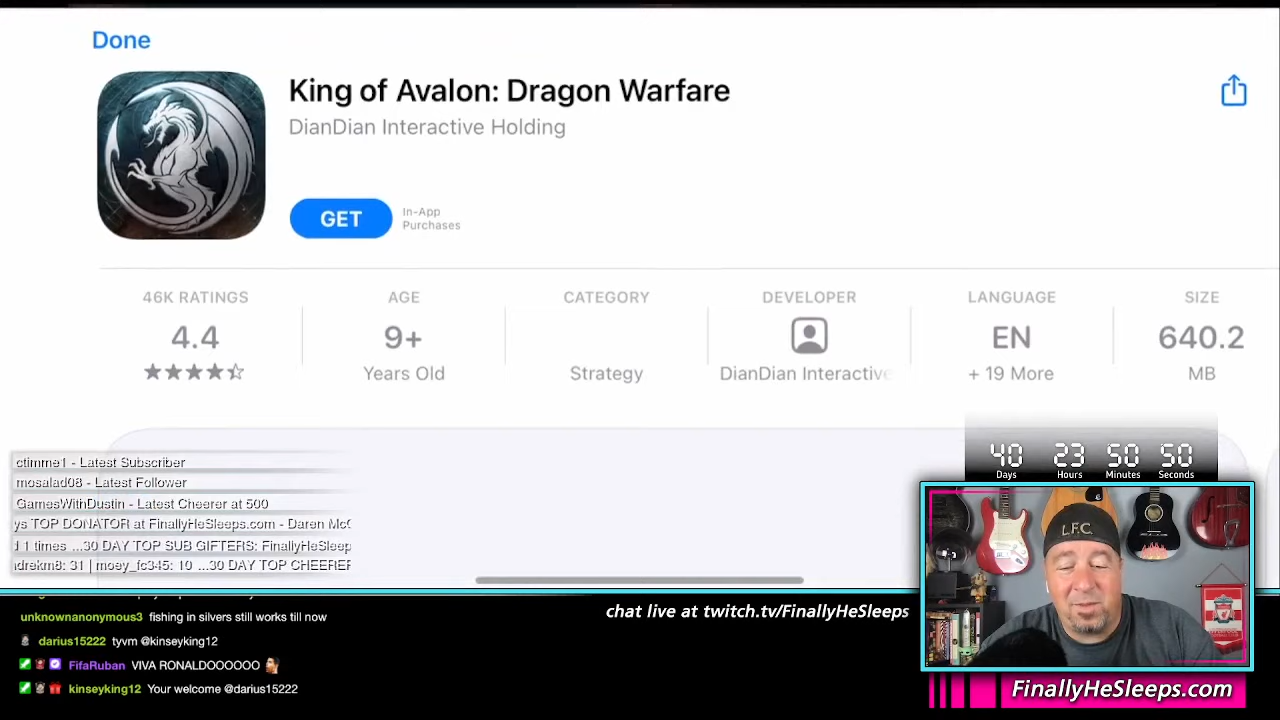 Done
King of Avalon: Dragon Warfare
DianDian Interactive Holding
GET
In-App
Purchases
46K RATINGS
4.4
AGE
9+
Years Old
CATEGORY
Strategy
DEVELOPER
DianDian Interactive
LANGUAGE
EN
+ 19 More
SIZE
640.2
MB
ctimme1 - Latest Subscriber
mosalad08 - Latest Follower
GamesWithDustin - Latest Cheerer at 500
ys TOP DONATOR at FinallyHeSleeps.com - Daren Mc
1 times ...30 DAY TOP SUB GIFTERS: FinallyHeSleep
drekm8: 31 | moey_fc345: 10 ...30 DAY TOP CHEERER
40 23 50 50
Days Hours Minutes Seconds
L.F.C.
unknownanonymous3 fishing in silvers still works till now
darius15222 tyvm @kinseyking12
FifaRuban VIVA RONALDOOOOOO
kinseyking12 Your welcome @darius15222
chat live at twitch.tv/FinallyHeSleeps
FinallyHeSleeps.com